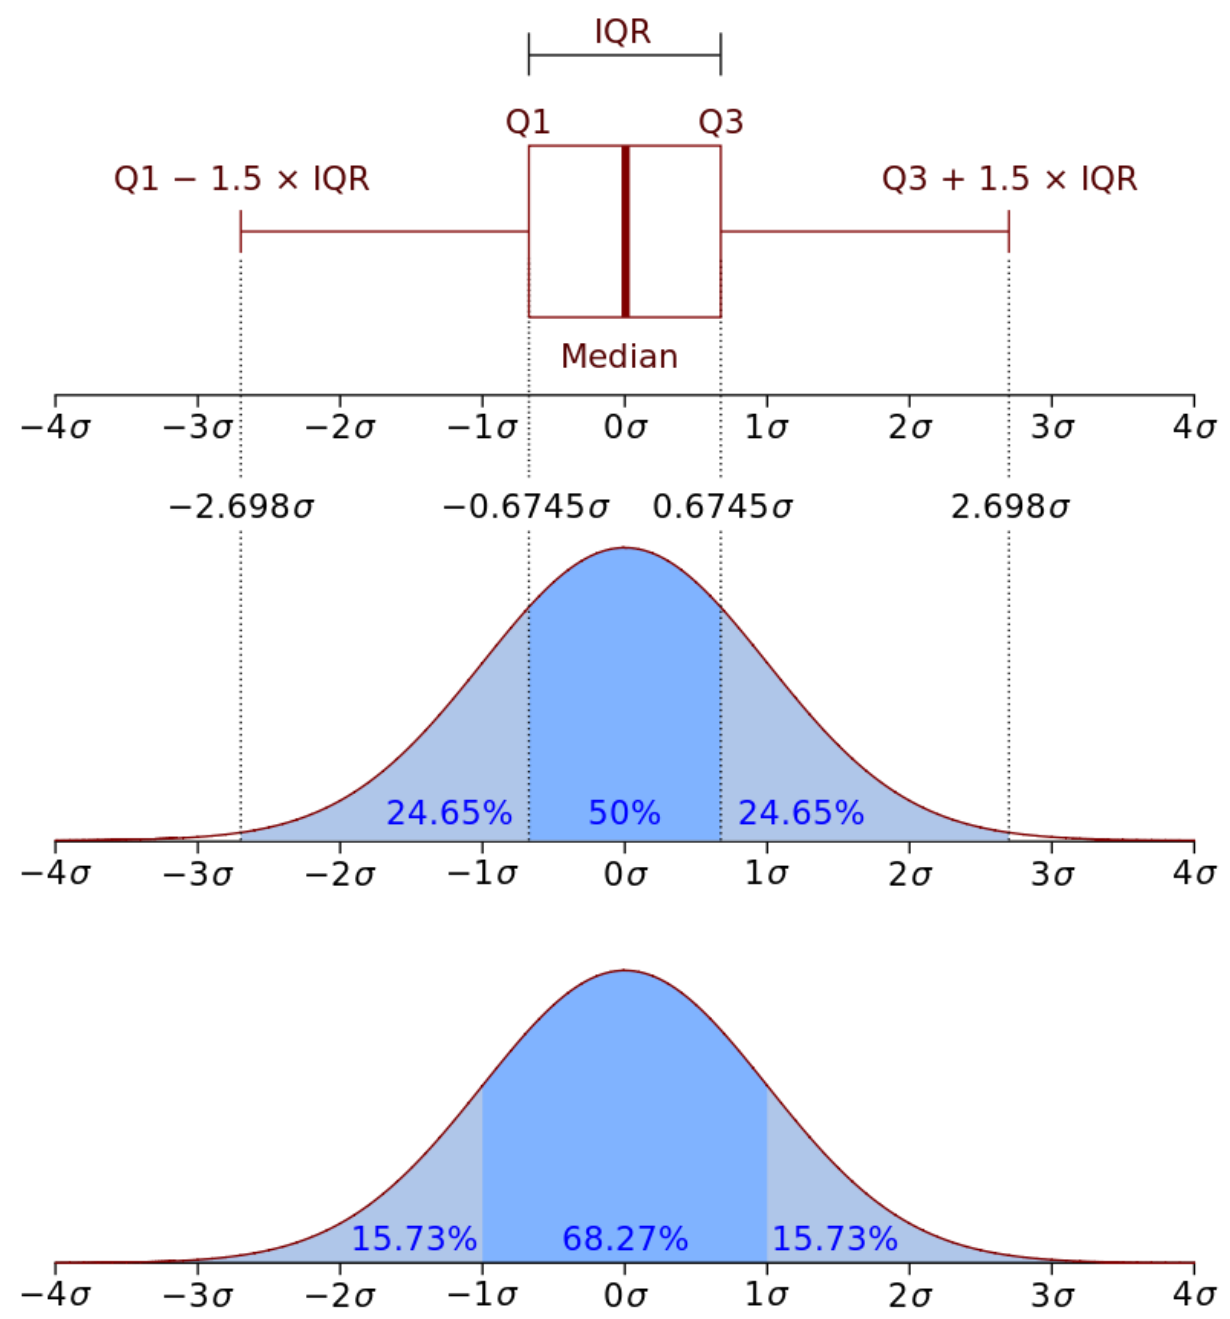 IQR
Q1 Q3
Q1 − 1.5 × IQR Q3 + 1.5 × IQR
Median
−4σ −3σ −2σ −1σ 0σ 1σ 2σ 3σ 4σ
−2.698σ −0.6745σ 0.6745σ 2.698σ
24.65% 50% 24.65%
−4σ −3σ −2σ −1σ 0σ 1σ 2σ 3σ 4σ
15.73% 68.27% 15.73%
−4σ −3σ −2σ −1σ 0σ 1σ 2σ 3σ 4σ